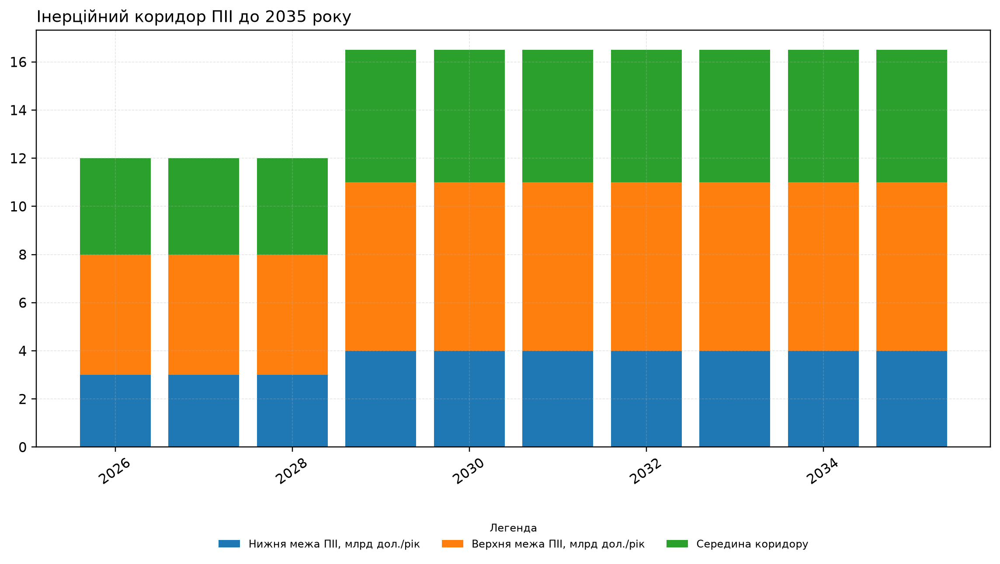 Інерційний коридор ПІІ до 2035 року
16
14
12
10
8
6
4
2
0
2026 2028 2030 2032 2034
Легенда
Нижня межа ПІІ, млрд дол./рік Верхня межа ПІІ, млрд дол./рік Середина коридору